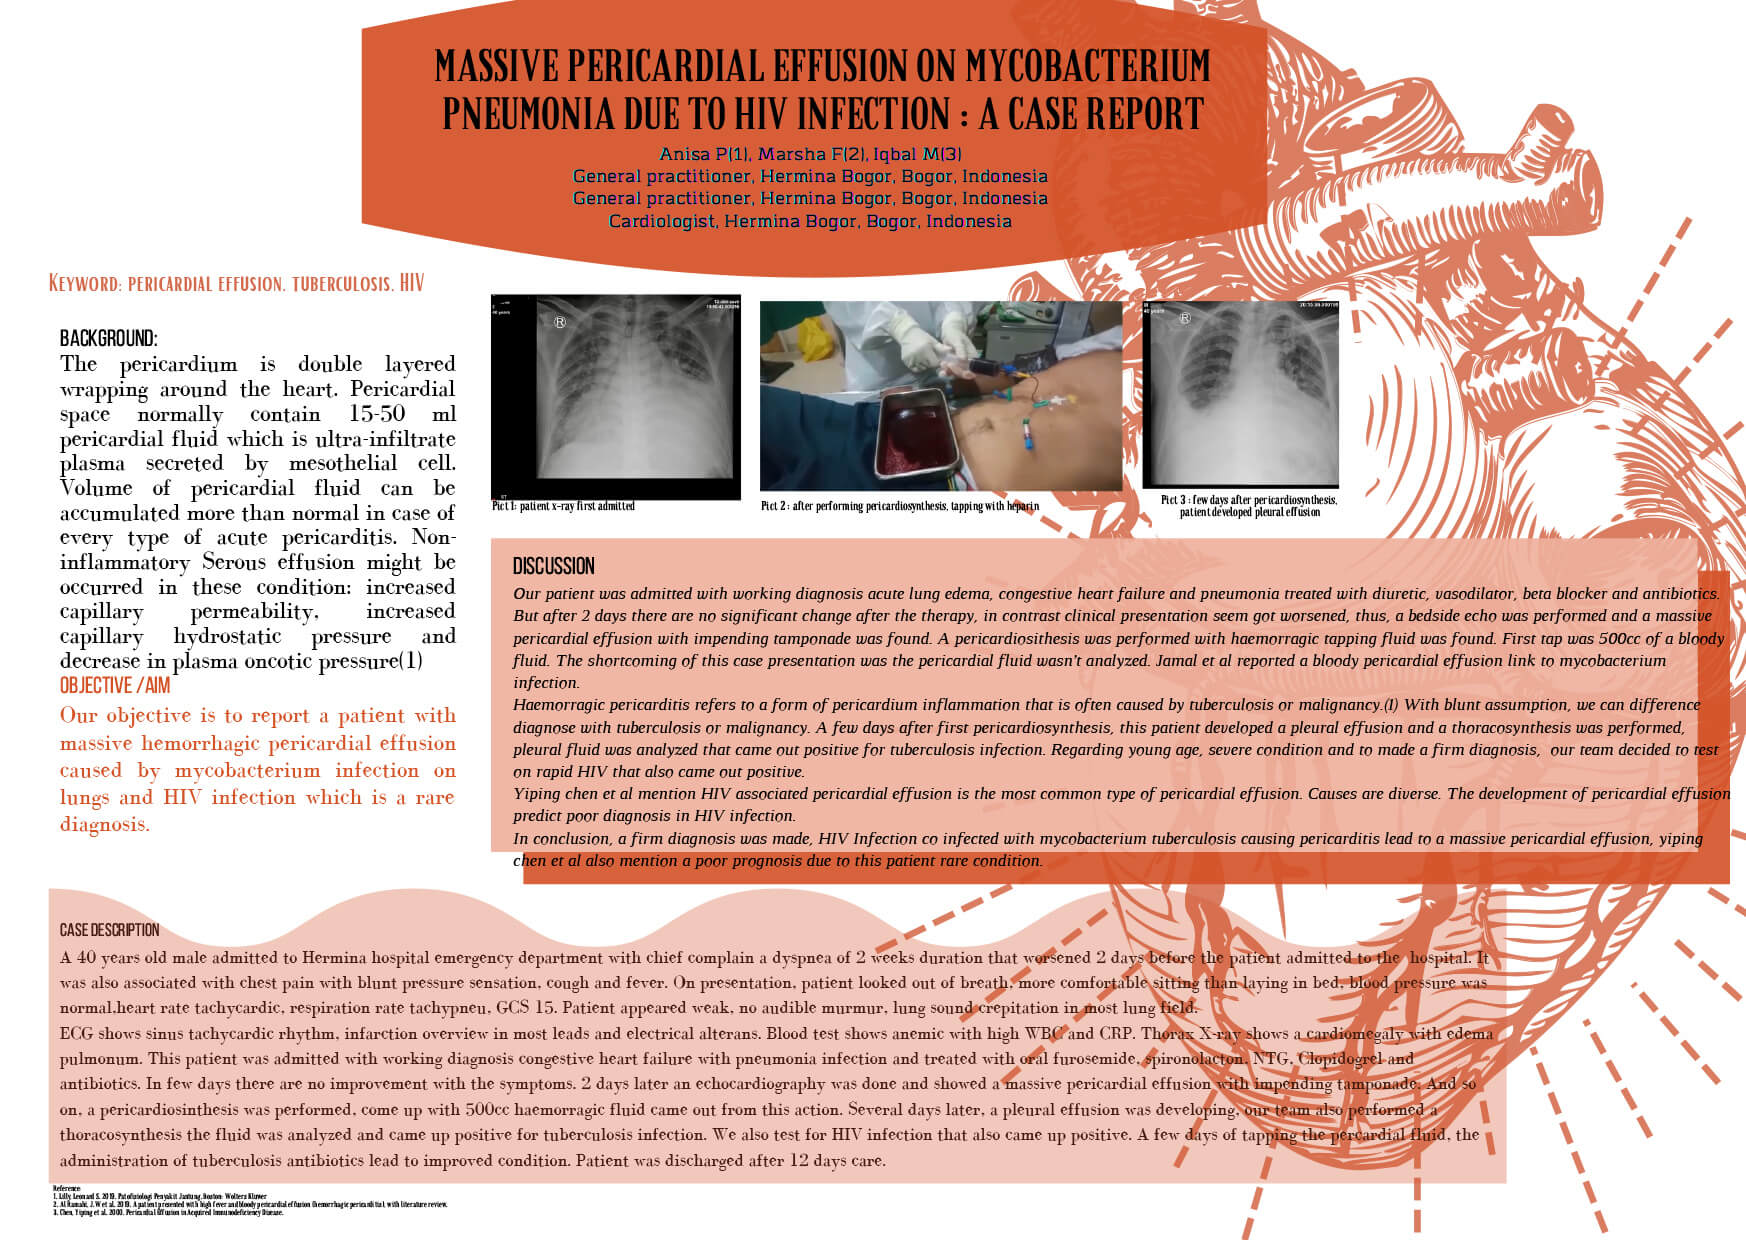 MASSIVE PERICARDIAL EFFUSION ON MYCOBACTERIUM
PNEUMONIA DUE TO HIV INFECTION : A CASE REPORT
Anisa P(1), Marsha F(2), Iqbal M(3)
General practitioner, Hermina Bogor, Bogor, Indonesia
General practitioner, Hermina Bogor, Bogor, Indonesia
Cardiologist, Hermina Bogor, Bogor, Indonesia
Keyword: pericardial effusion, tuberculosis, HIV
BACKGROUND:
The pericardium is double layered
wrapping around the heart. Pericardial
space normally contain 15-50 ml
pericardial fluid which is ultra-infiltrate
plasma secreted by mesothelial cell.
Volume of pericardial fluid can be
accumulated more than normal in case of
every type of acute pericarditis. Non-
inflammatory Serous effusion might be
occurred in these condition: increased
capillary permeability, increased
capillary hydrostatic pressure and
decrease in plasma oncotic pressure(1)
OBJECTIVE /AIM
Our objective is to report a patient with
massive hemorrhagic pericardial effusion
caused by mycobacterium infection on
lungs and HIV infection which is a rare
diagnosis.
R
40 years
Pict 1: patient x-ray first admitted
Pict 2 : after performing pericardiosynthesis, tapping with heparin
R
40 years
Pict 3 : few days after pericardiosynthesis,
patient developed pleural effusion
DISCUSSION
Our patient was admitted with working diagnosis acute lung edema, congestive heart failure and pneumonia treated with diuretic, vasodilator, beta blocker and antibiotics.
But after 2 days there are no significant change after the therapy, in contrast clinical presentation seem got worsened, thus, a bedside echo was performed and a massive
pericardial effusion with impending tamponade was found. A pericardiosithesis was performed with haemorragic tapping fluid was found. First tap was 500cc of a bloody
fluid. The shortcoming of this case presentation was the pericardial fluid wasn't analyzed. Jamal et al reported a bloody pericardial effusion link to mycobacterium
infection.
Haemorragic pericarditis refers to a form of pericardium inflammation that is often caused by tuberculosis or malignancy.(1) With blunt assumption, we can difference
diagnose with tuberculosis or malignancy. A few days after first pericardiosynthesis, this patient developed a pleural effusion and a thoracosynthesis was performed,
pleural fluid was analyzed that came out positive for tuberculosis infection. Regarding young age, severe condition and to made a firm diagnosis, our team decided to test
on rapid HIV that also came out positive.
Yiping chen et al mention HIV associated pericardial effusion is the most common type of pericardial effusion. Causes are diverse. The development of pericardial effusion
predict poor diagnosis in HIV infection.
In conclusion, a firm diagnosis was made, HIV Infection co infected with mycobacterium tuberculosis causing pericarditis lead to a massive pericardial effusion, yiping
chen et al also mention a poor prognosis due to this patient rare condition.
CASE DESCRIPTION
A 40 years old male admitted to Hermina hospital emergency department with chief complain a dyspnea of 2 weeks duration that worsened 2 days before the patient admitted to the hospital. It
was also associated with chest pain with blunt pressure sensation, cough and fever. On presentation, patient looked out of breath, more comfortable sitting than laying in bed, blood pressure was
normal,heart rate tachycardic, respiration rate tachypneu, GCS 15. Patient appeared weak, no audible murmur, lung sound crepitation in most lung field.
ECG shows sinus tachycardic rhythm, infarction overview in most leads and electrical alterans. Blood test shows anemic with high WBC and CRP. Thorax X-ray shows a cardiomegaly with edema
pulmonum. This patient was admitted with working diagnosis congestive heart failure with pneumonia infection and treated with oral furosemide, spironolacton, NTG, Clopidogrel and
antibiotics. In few days there are no improvement with the symptoms. 2 days later an echocardiography was done and showed a massive pericardial effusion with impending tamponade. And so
on, a pericardiosinthesis was performed, come up with 500cc haemorragic fluid came out from this action. Several days later, a pleural effusion was developing, our team also performed a
thoracosynthesis the fluid was analyzed and came up positive for tuberculosis infection. We also test for HIV infection that also came up positive. A few days of tapping the percardial fluid, the
administration of tuberculosis antibiotics lead to improved condition. Patient was discharged after 12 days care.
Reference:
1. Lilly, Leonard S. 2019. Patofisiologi Penyakit Jantung. Boston: Wolters Kluwer
2. Al Ramahi, J.W et al. 2019. A patient presented with high fever and bloody pericardial effusion (hemorrhagic pericarditis), with literature review.
3. Chen, Yiping et al. 2000. Pericardial Effusion in Acquired Immunodeficiency Disease.